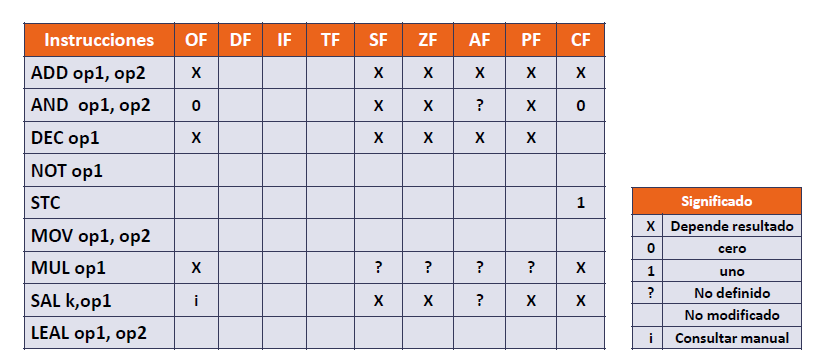 Instrucciones OF DF IF TF SF ZF AF PF CF
ADD op1, op2 X X X X X X
AND op1, op2 0 X X ? X 0
DEC op1 X X X X X
NOT op1
STC 1
MOV op1, op2
MUL op1 X ? ? ? ? X
SAL k,op1 i X X ? X X
LEAL op1, op2
Significado
X Depende resultado
0 cero
1 uno
? No definido
No modificado
i Consultar manual